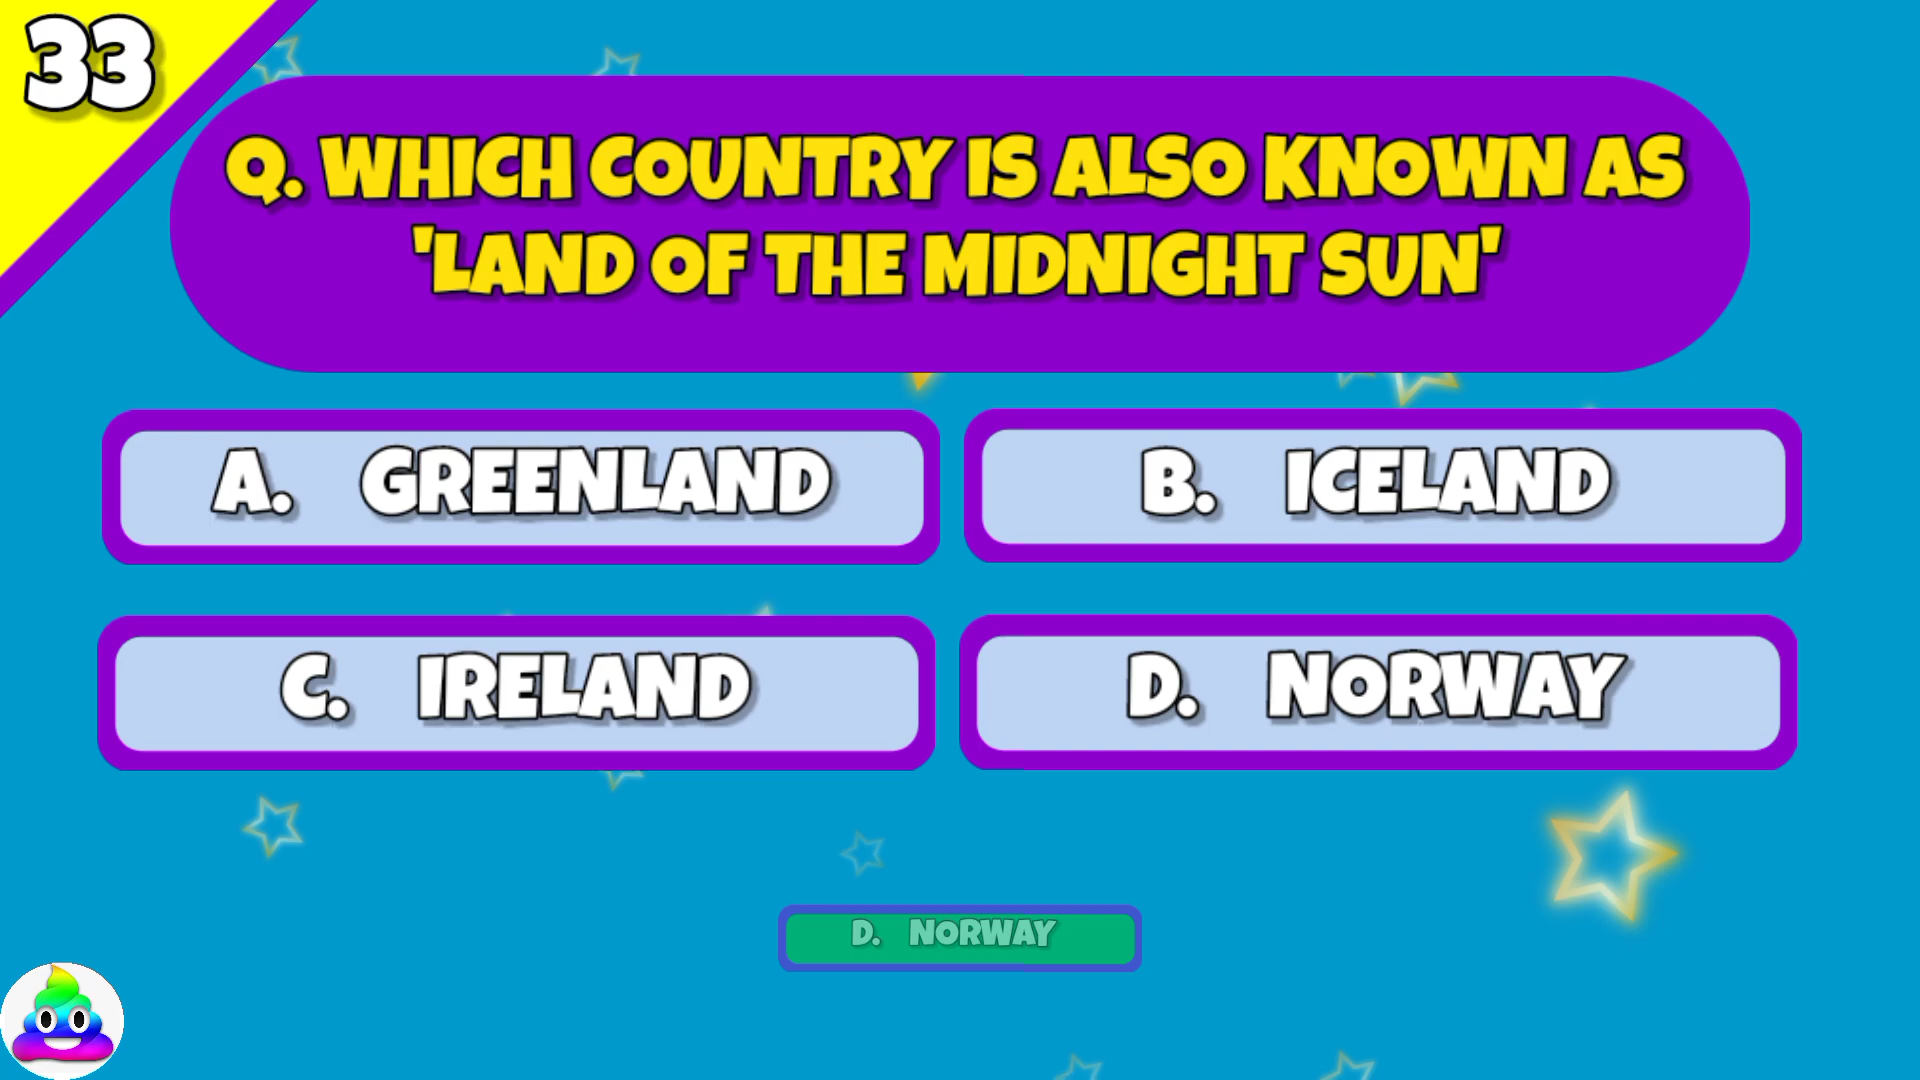 33
Q. WHICH COUNTRY IS ALSO KNOWN AS
'LAND OF THE MIDNIGHT SUN'
A. GREENLAND
B. ICELAND
C. IRELAND
D. NORWAY
D. NORWAY